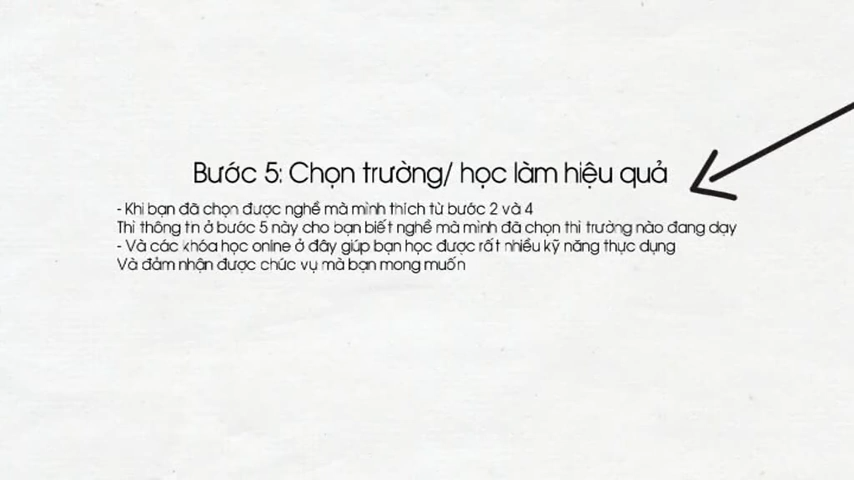 Bước 5: Chọn trường/ học làm hiệu quả
- Khi bạn đã chọn được nghề mà mình thích từ bước 2 và 4
Thì thông tin ở bước 5 này cho bạn biết nghề mà mình đã chọn thì trường nào đang dạy
- Và các khóa học online ở đây giúp bạn học được rất nhiều kỹ năng thực dụng
Và đảm nhận được chức vụ mà bạn mong muốn